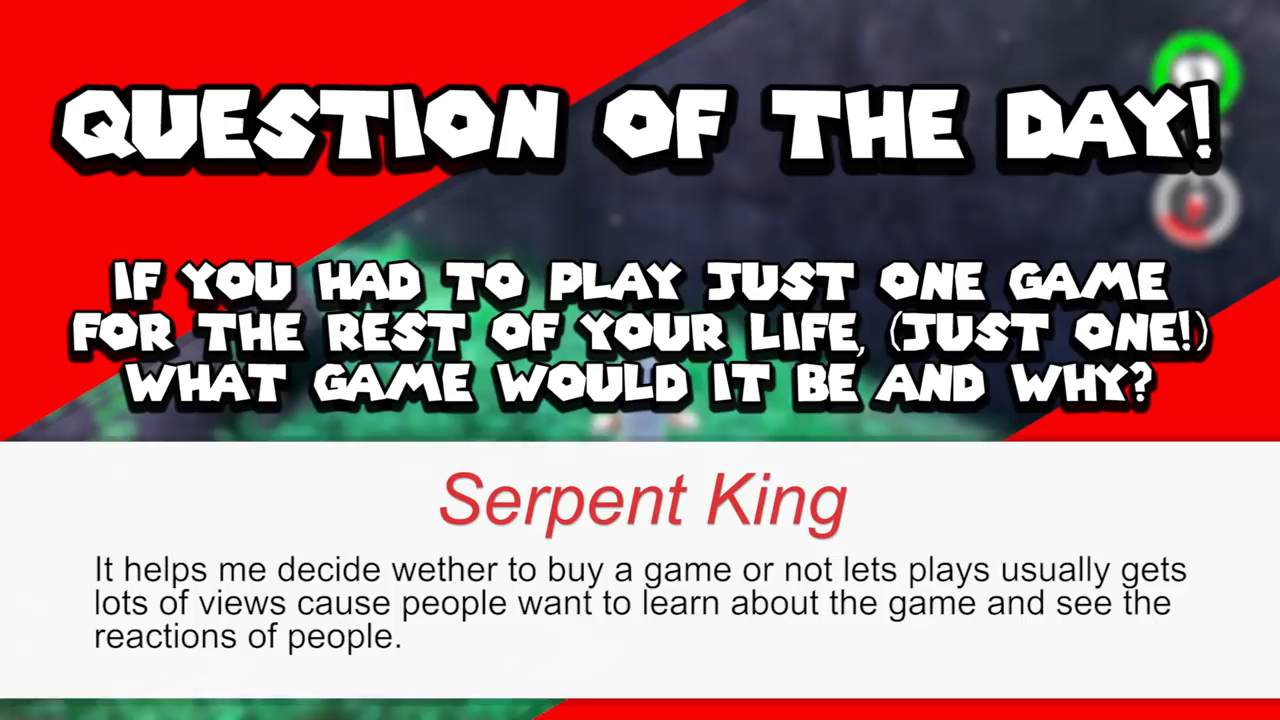 QUESTION OF THE DAY!
IF YOU HAD TO PLAY JUST ONE GAME
FOR THE REST OF YOUR LIFE, (JUST ONE!)
WHAT GAME WOULD IT BE AND WHY?
Serpent King
It helps me decide wether to buy a game or not lets plays usually gets
lots of views cause people want to learn about the game and see the
reactions of people.